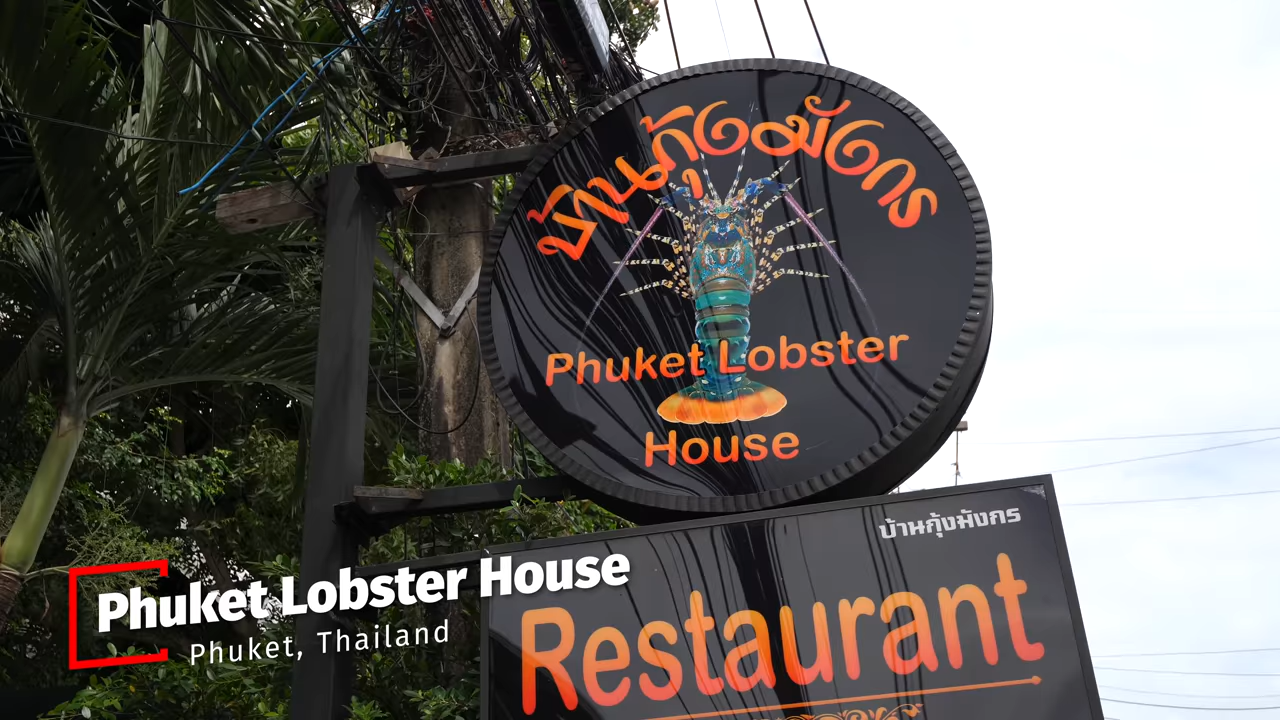 บ้านกุ้งมังกร
Phuket Lobster
House
บ้านกุ้งมังกร
Restaurant
Phuket Lobster House
Phuket, Thailand